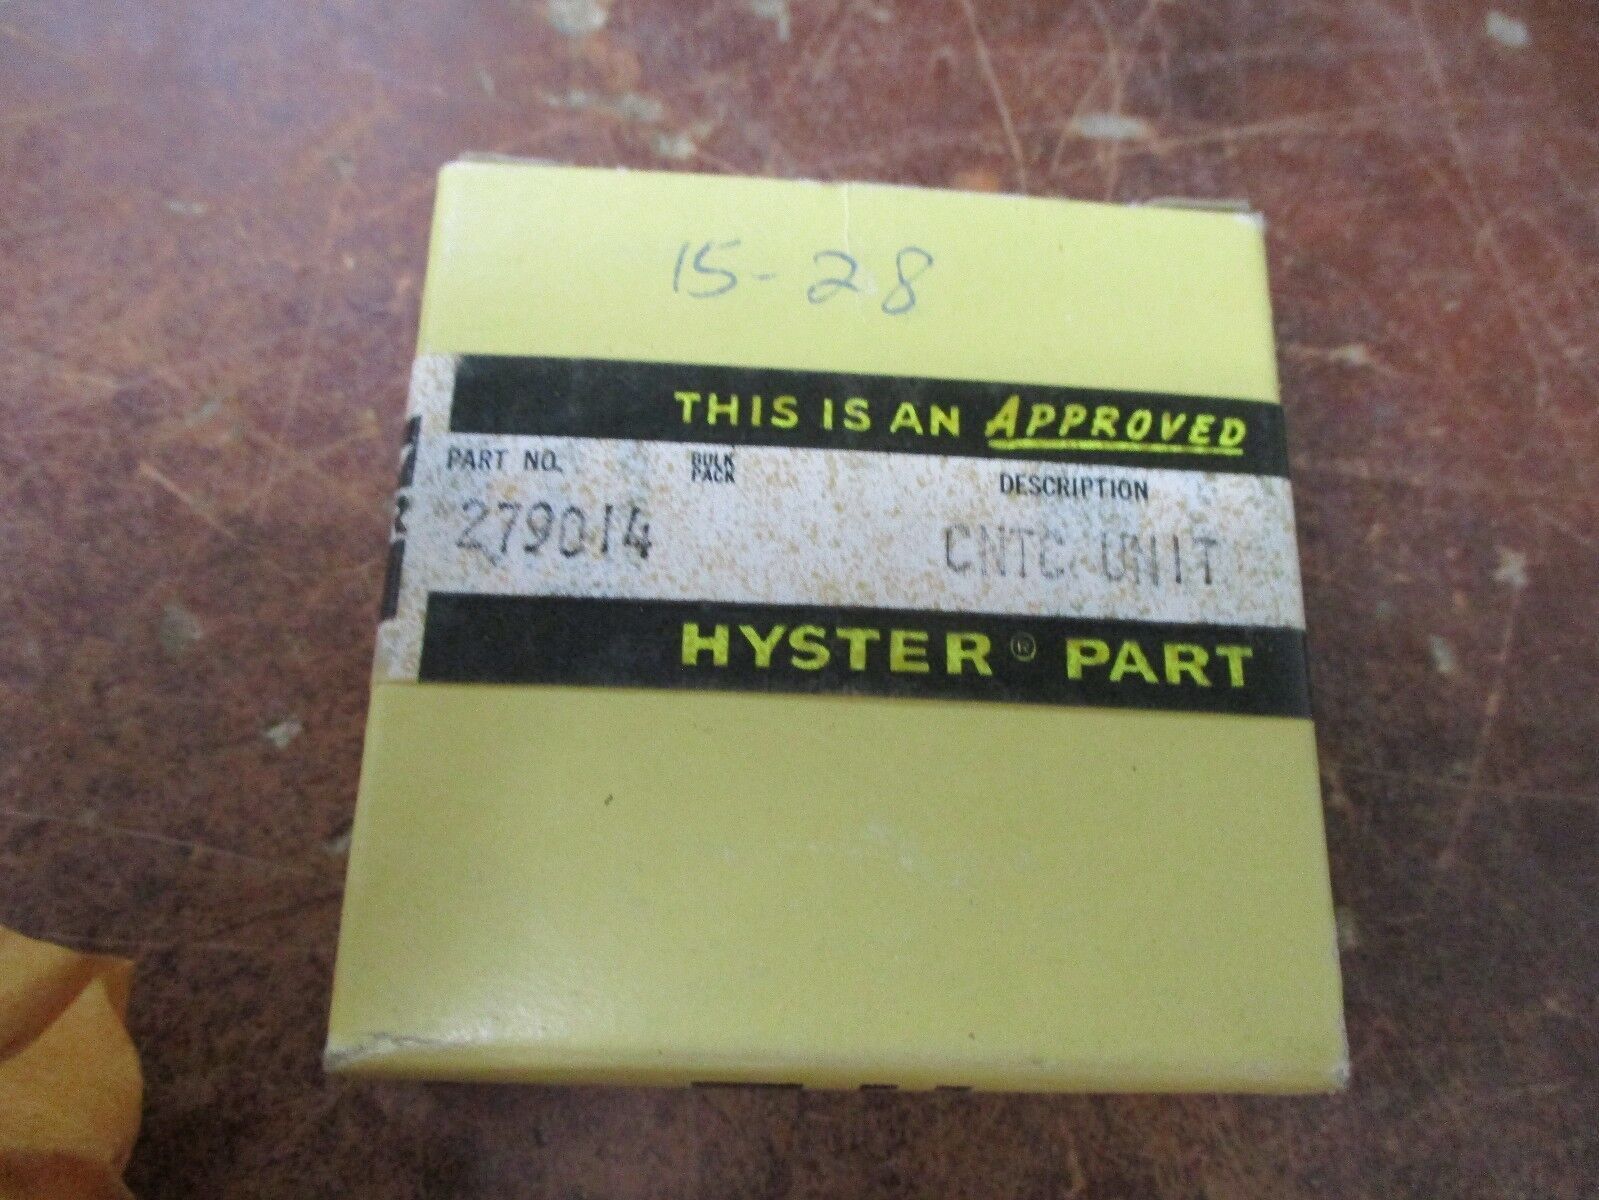 15-28
THIS IS AN APPROVED
PART NO. BULK PACK DESCRIPTION
279014 CNTC UNIT
HYSTER® PART